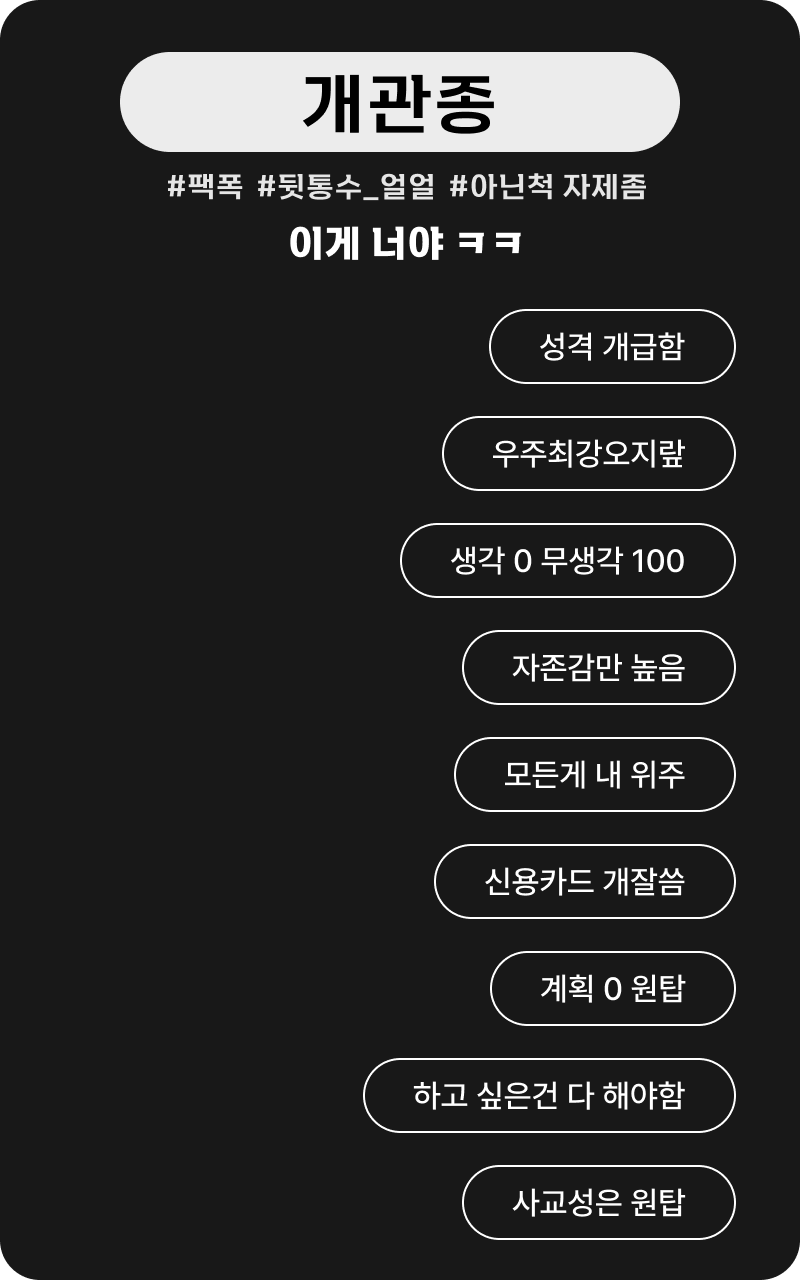 개관종
#팩폭 #뒷통수_얼얼 #아닌척 자제좀
이게 너야 ㅋㅋ
성격 개급함
우주최강오지랖
생각 0 무생각 100
자존감만 높음
모든게 내 위주
신용카드 개잘씀
계획 0 원탑
하고 싶은건 다 해야함
사교성은 원탑